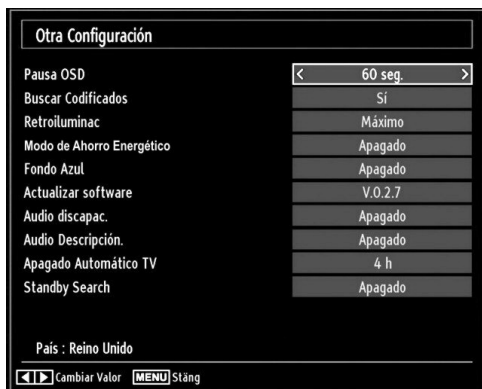 Otra Configuración
Pausa OSD < 60 seg. >
Buscar Codificados Sí
Retroiluminac Máximo
Modo de Ahorro Energético Apagado
Fondo Azul Apagado
Actualizar software V.0.2.7
Audio discapac. Apagado
Audio Descripción. Apagado
Apagado Automático TV 4 h
Standby Search Apagado
País : Reino Unido
Cambiar Valor MENU Stäng